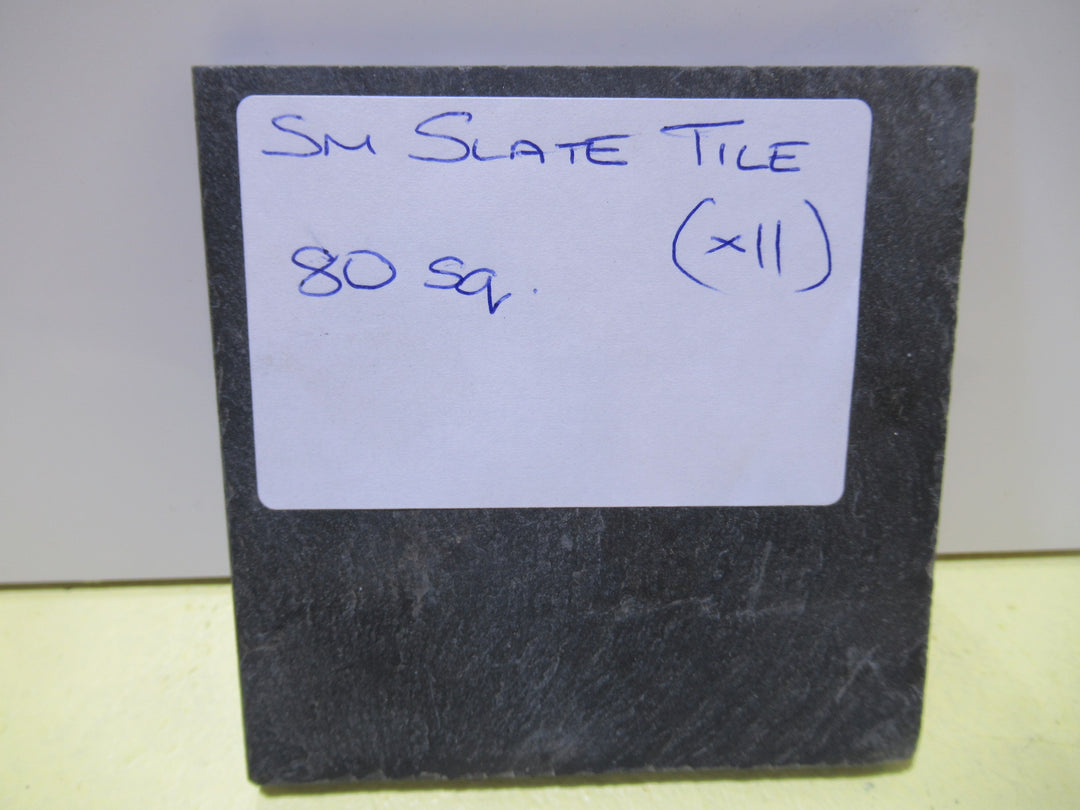 SM SLATE TILE
(x11)
80 sq.